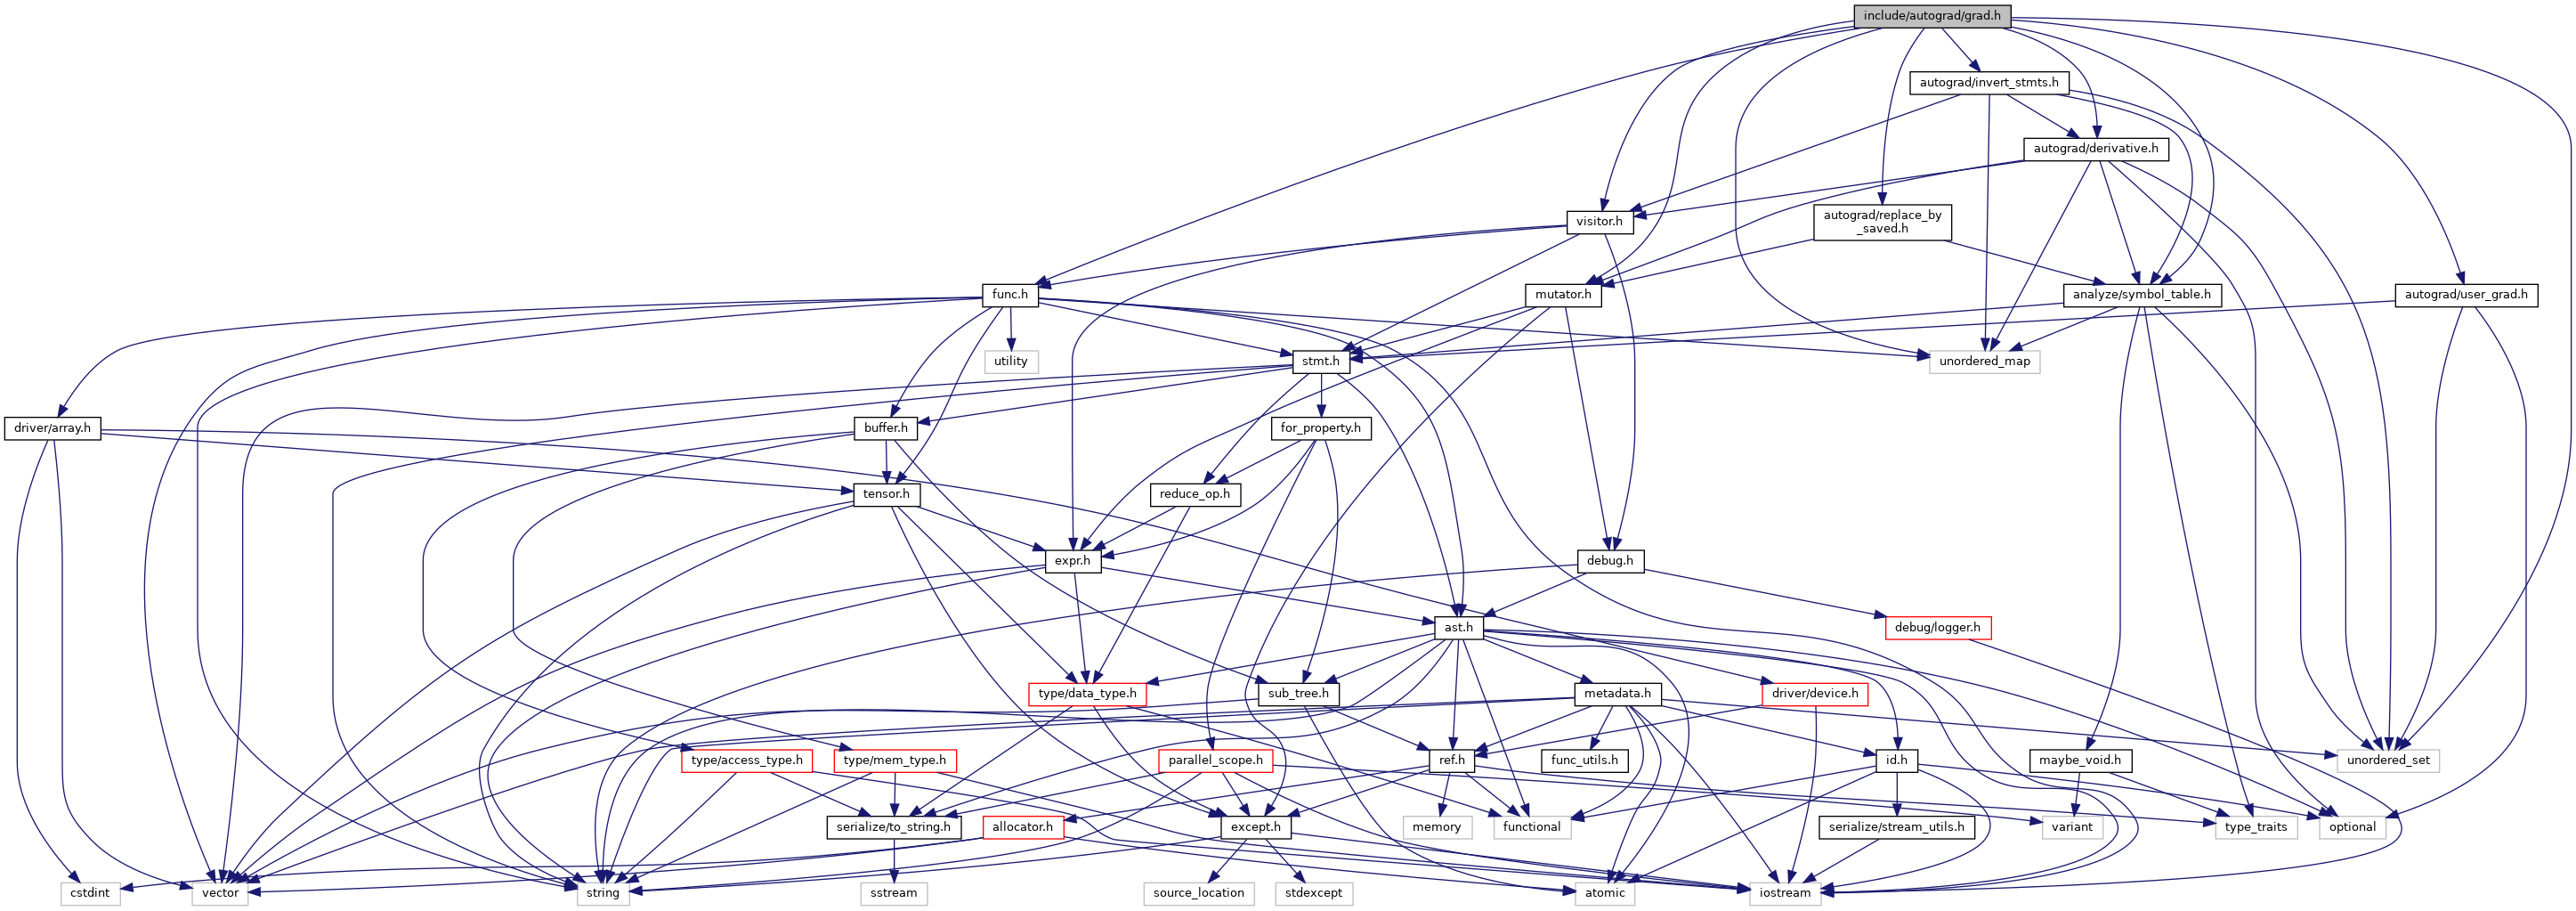 include/autograd/grad.h
autograd/invert_stmts.h
autograd/derivative.h
visitor.h
autograd/replace_by
_saved.h
func.h
mutator.h
analyze/symbol_table.h
autograd/user_grad.h
utility
stmt.h
unordered_map
driver/array.h
buffer.h
for_property.h
tensor.h
reduce_op.h
expr.h
debug.h
ast.h
debug/logger.h
type/data_type.h
sub_tree.h
metadata.h
driver/device.h
type/access_type.h
type/mem_type.h
parallel_scope.h
ref.h
func_utils.h
id.h
maybe_void.h
unordered_set
serialize/to_string.h
allocator.h
except.h
memory
functional
serialize/stream_utils.h
variant
type_traits
optional
cstdint
vector
string
sstream
source_location
stdexcept
atomic
iostream